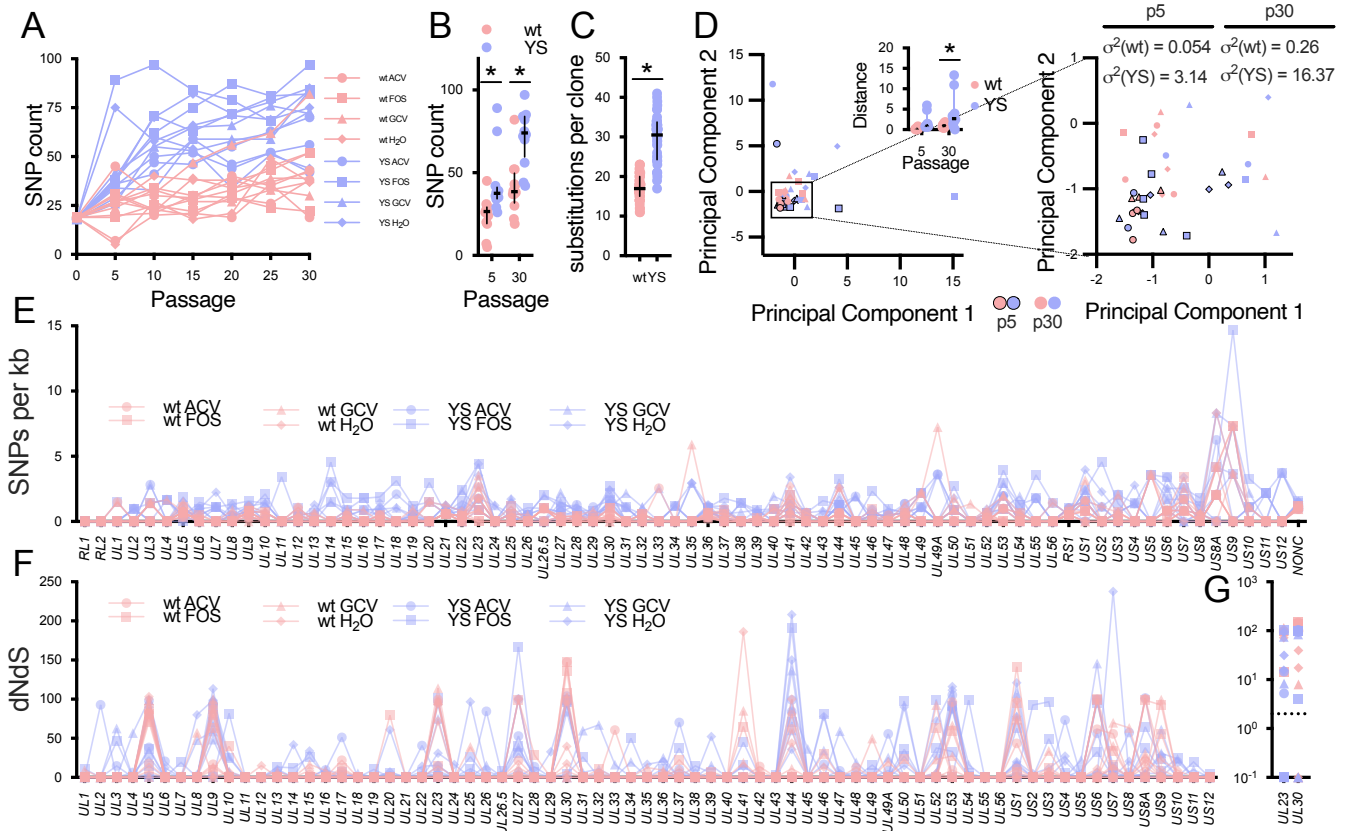 A
SNP count
100
75
50
25
0
0 5 10 15 20 25 30
Passage
wt ACV
wt FOS
wt GCV
wt H2O
YS ACV
YS FOS
YS GCV
YS H2O
B
wt
YS
SNP count
100
50
0
* *
5 30
Passage
C
substitutions per clone
50
40
30
20
10
0
*
wt YS
D
Principal Component 2
15
10
5
0
-5
0 5 10 15
Principal Component 1
Distance
20
15
10
5
0
*
wt
YS
5 30
Passage
p5 p30
p5 p30
σ2(wt) = 0.054 σ2(wt) = 0.26
σ2(YS) = 3.14 σ2(YS) = 16.37
Principal Component 2
1
0
-1
-2
-2 -1 0 1
Principal Component 1
E
SNPs per kb
15
10
5
0
wt ACV
wt FOS
wt GCV
wt H2O
YS ACV
YS FOS
YS GCV
YS H2O
RL1 RL2 UL1 UL2 UL3 UL4 UL5 UL6 UL7 UL8 UL9 UL10 UL11 UL12 UL13 UL14 UL15 UL16 UL17 UL18 UL19 UL20 UL21 UL22 UL23 UL24 UL25 UL26 UL26.5 UL27 UL28 UL29 UL30 UL31 UL32 UL33 UL34 UL35 UL36 UL37 UL38 UL39 UL40 UL41 UL42 UL43 UL44 UL45 UL46 UL47 UL48 UL49 UL49A UL50 UL51 UL52 UL53 UL54 UL55 UL56 RS1 US1 US2 US3 US4 US5 US6 US7 US8 US8A US9 US10 US11 US12 NONC
F
dNdS
250
200
150
100
50
0
wt ACV
wt FOS
wt GCV
wt H2O
YS ACV
YS FOS
YS GCV
YS H2O
UL1 UL2 UL3 UL4 UL5 UL6 UL7 UL8 UL9 UL10 UL11 UL12 UL13 UL14 UL15 UL16 UL17 UL18 UL19 UL20 UL21 UL22 UL23 UL24 UL25 UL26 UL26.5 UL27 UL28 UL29 UL30 UL31 UL32 UL33 UL34 UL35 UL36 UL37 UL38 UL39 UL40 UL41 UL42 UL43 UL44 UL45 UL46 UL47 UL48 UL49 UL49A UL50 UL51 UL52 UL53 UL54 UL55 UL56 US1 US2 US3 US4 US5 US6 US7 US8 US8A US9 US10 US11 US12
G
10^3
10^2
10^1
10^0
10^-1
UL23 UL30